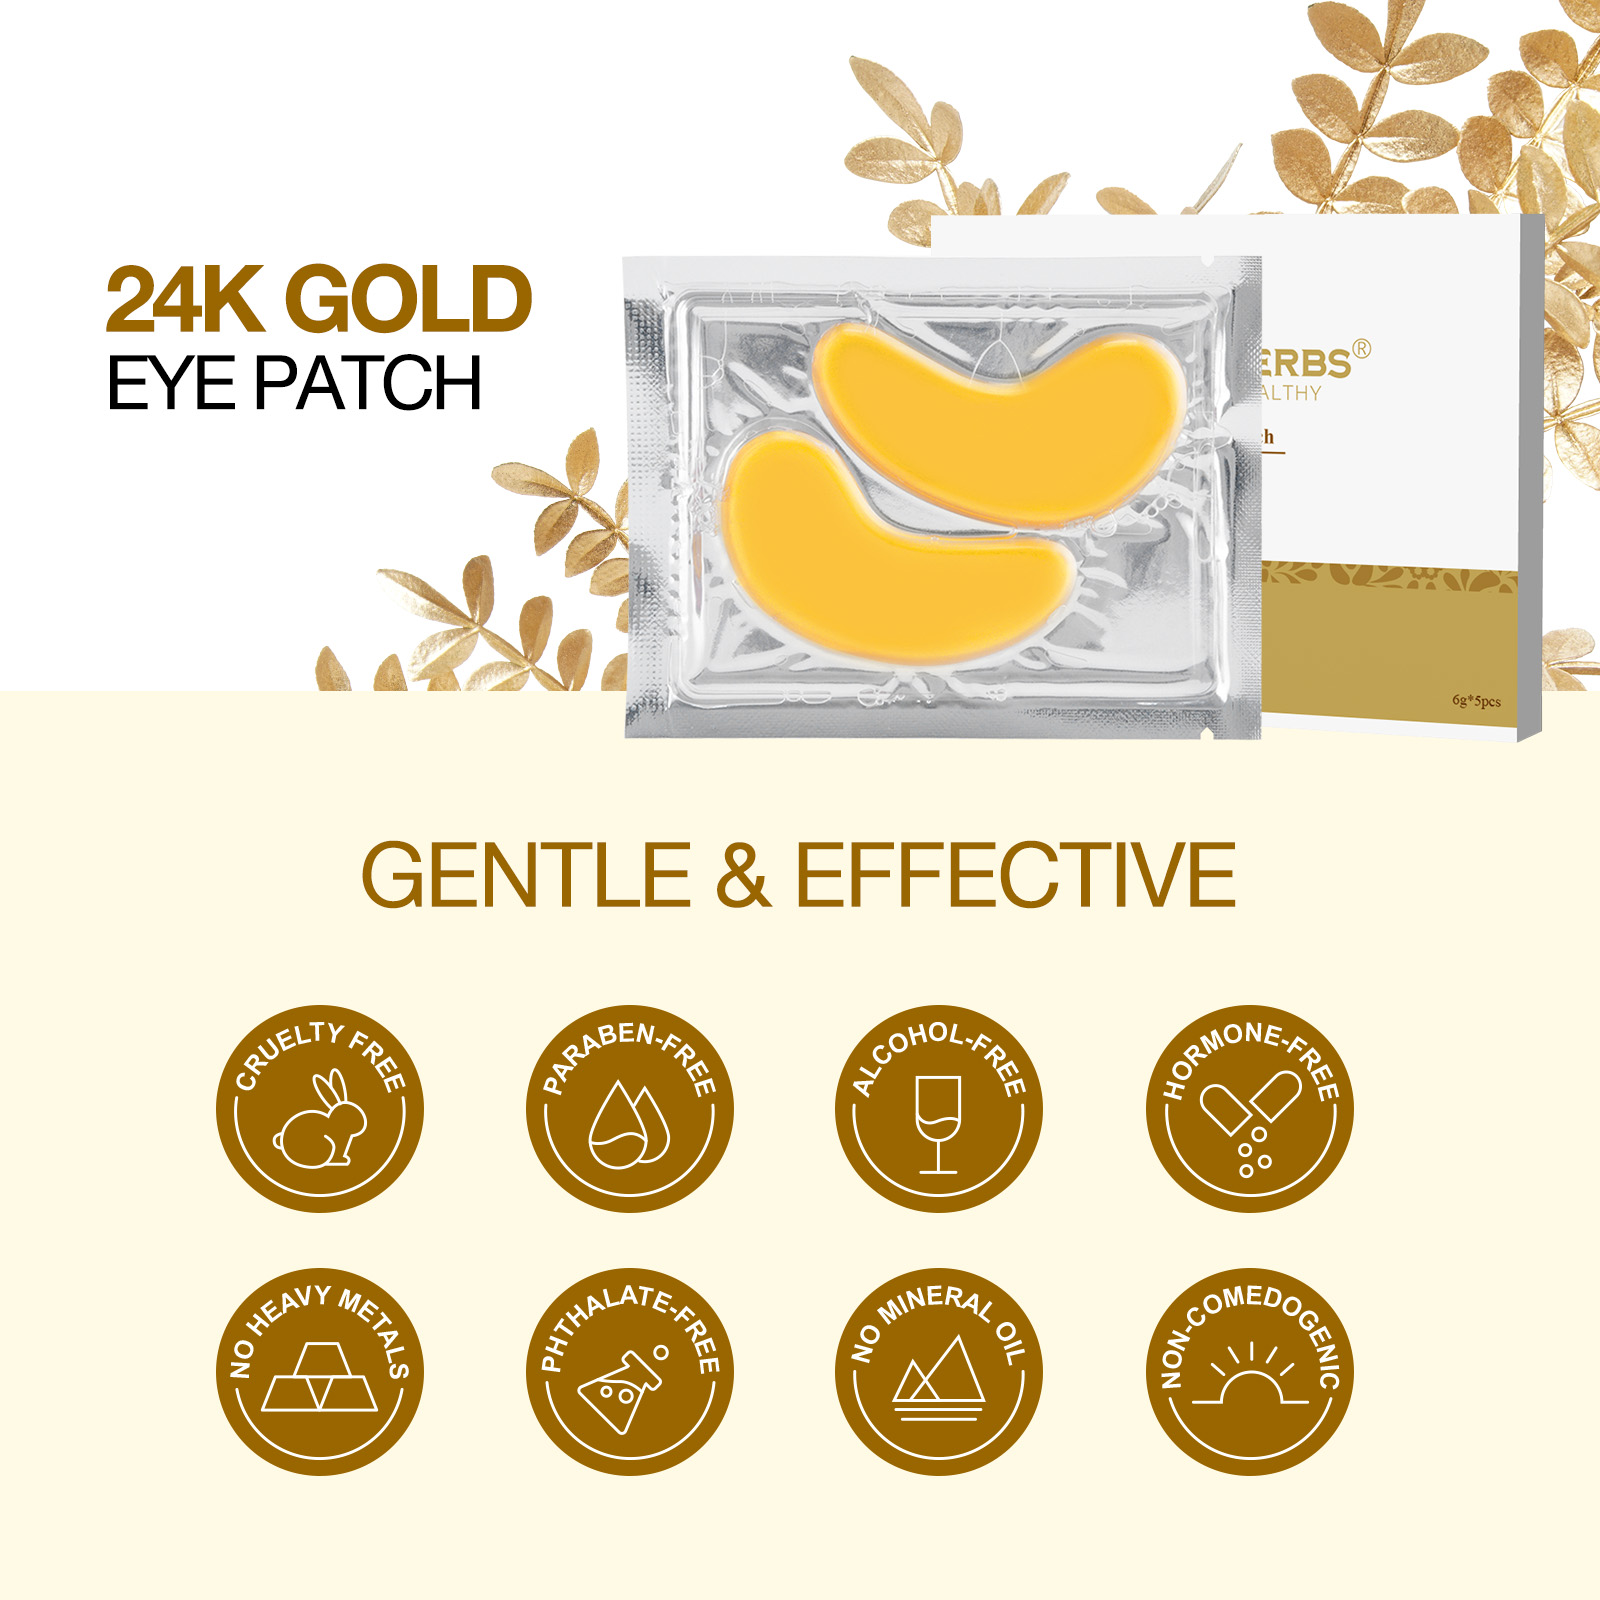 24K GOLD
EYE PATCH
ERBS®
ALTHY
6g*5pcs
GENTLE & EFFECTIVE
CRUELTY FREE
PARABEN-FREE
ALCOHOL-FREE
HORMONE-FREE
NO HEAVY METALS
PHTHALATE-FREE
NO MINERAL OIL
NON-COMEDOGENIC